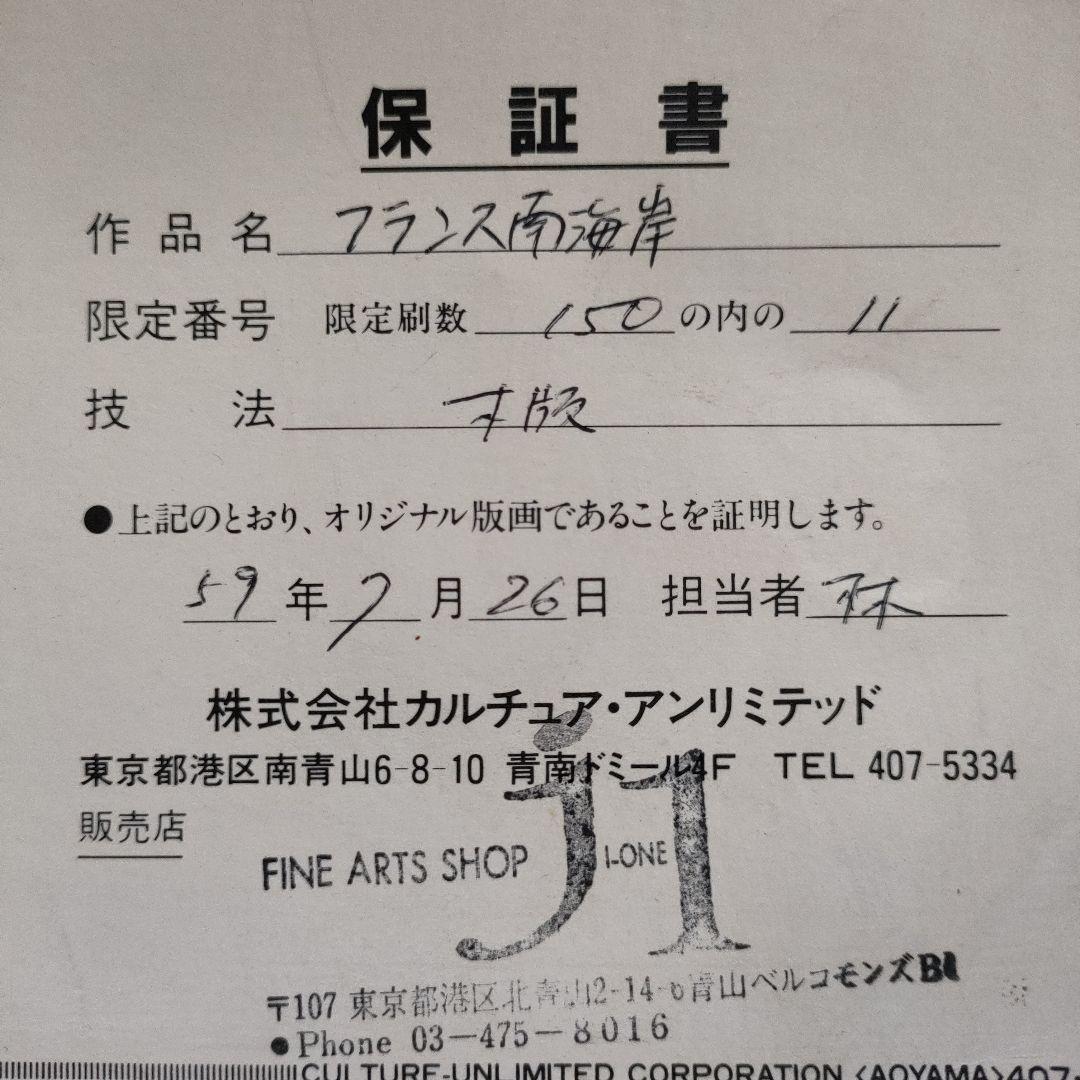 保証書
作品名 フランス南海岸
限定番号 限定刷数 150 の内の 11
技法 木版
●上記のとおり、オリジナル版画であることを証明します。
59年7月26日 担当者 林
株式会社カルチュア・アンリミテッド
東京都港区南青山6-8-10 青南ドミール4F TEL 407-5334
販売店
FINE ARTS SHOP j1 I-ONE
〒107 東京都港区北青山2-14-6青山ベルコモンズB1
●Phone 03-475-8016
CULTURE-UNLIMITED CORPORATION <AOYAMA>407-